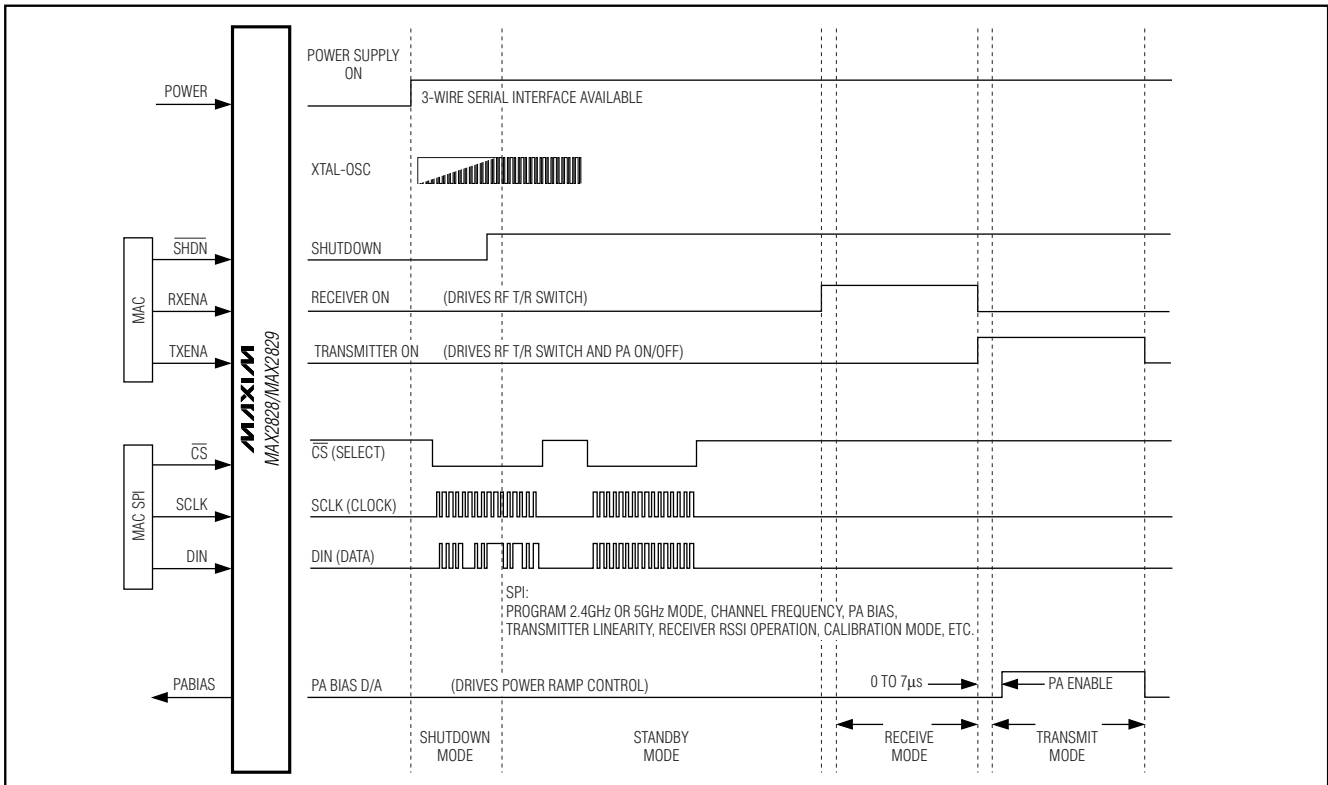 POWER SUPPLY
ON
POWER
3-WIRE SERIAL INTERFACE AVAILABLE
XTAL-OSC
MAC
SHDN
SHUTDOWN
RXENA
RECEIVER ON (DRIVES RF T/R SWITCH)
TXENA
TRANSMITTER ON (DRIVES RF T/R SWITCH AND PA ON/OFF)
MAXIM
MAX2828/MAX2829
MAC SPI
CS
CS (SELECT)
SCLK
SCLK (CLOCK)
DIN
DIN (DATA)
SPI:
PROGRAM 2.4GHz OR 5GHz MODE, CHANNEL FREQUENCY, PA BIAS,
TRANSMITTER LINEARITY, RECEIVER RSSI OPERATION, CALIBRATION MODE, ETC.
PABIAS
PA BIAS D/A (DRIVES POWER RAMP CONTROL)
0 TO 7μs
PA ENABLE
SHUTDOWN
MODE
STANDBY
MODE
RECEIVE
MODE
TRANSMIT
MODE